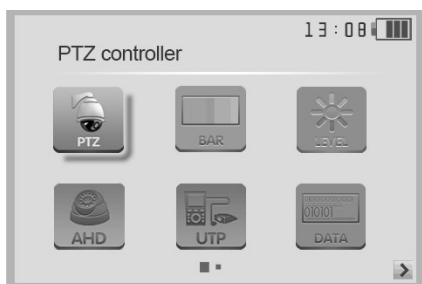 13:08
PTZ controller
PTZ BAR LEVEL
010101
AHD UTP DATA